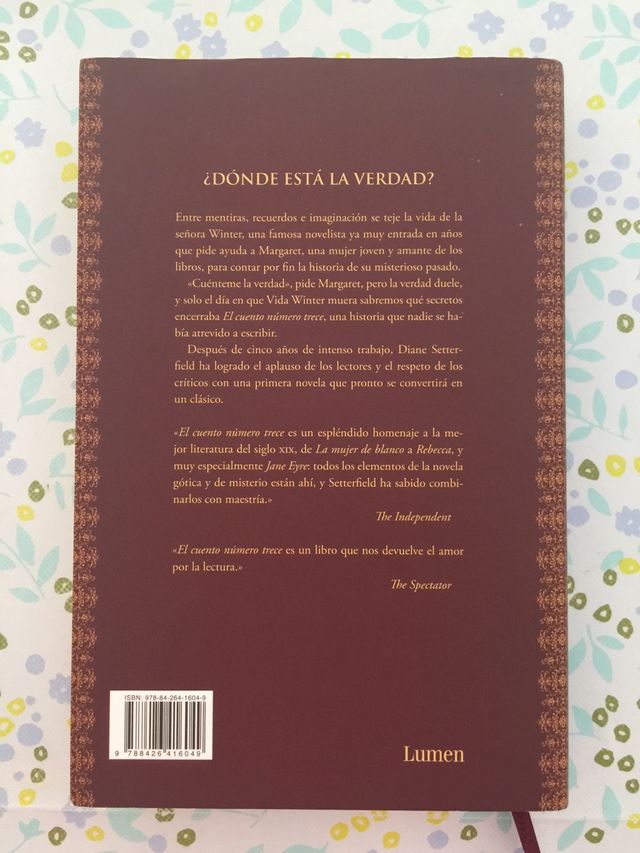 ¿DÓNDE ESTÁ LA VERDAD?
Entre mentiras, recuerdos e imaginación se teje la vida de la
señora Winter, una famosa novelista ya muy entrada en años
que pide ayuda a Margaret, una mujer joven y amante de los
libros, para contar por fin la historia de su misterioso pasado.
«Cuénteme la verdad», pide Margaret, pero la verdad duele,
y solo el día en que Vida Winter muera sabremos qué secretos
encerraba El cuento número trece, una historia que nadie se ha-
bía atrevido a escribir.
Después de cinco años de intenso trabajo, Diane Setter-
field ha logrado el aplauso de los lectores y el respeto de los
críticos con una primera novela que pronto se convertirá en
un clásico.
«El cuento número trece es un espléndido homenaje a la me-
jor literatura del siglo XIX, de La mujer de blanco a Rebecca, y
muy especialmente Jane Eyre: todos los elementos de la novela
gótica y de misterio están ahí, y Setterfield ha sabido combi-
narlos con maestría.»
The Independent
«El cuento número trece es un libro que nos devuelve el amor
por la lectura.»
The Spectator
ISBN: 978-84-264-1604-9
9 788426 416049
Lumen